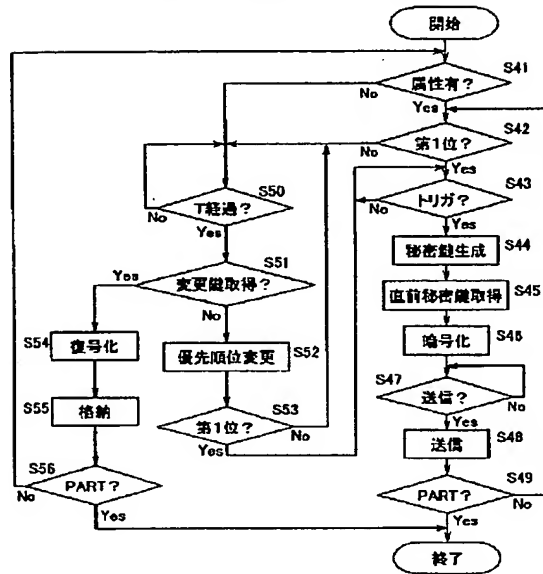 開始
S41
属性有?
No
Yes
S42
第1位?
No
Yes
S43
トリガ?
No
Yes
S44
秘密鍵生成
S45
直前秘密鍵取得
S46
暗号化
S47
送信?
No
Yes
S48
送信
S49
PART?
No
Yes
終了
S50
T経過?
No
Yes
S51
変更鍵取得?
Yes
No
S52
優先順位変更
S53
第1位?
No
Yes
S54
復号化
S55
格納
S56
PART?
No
Yes